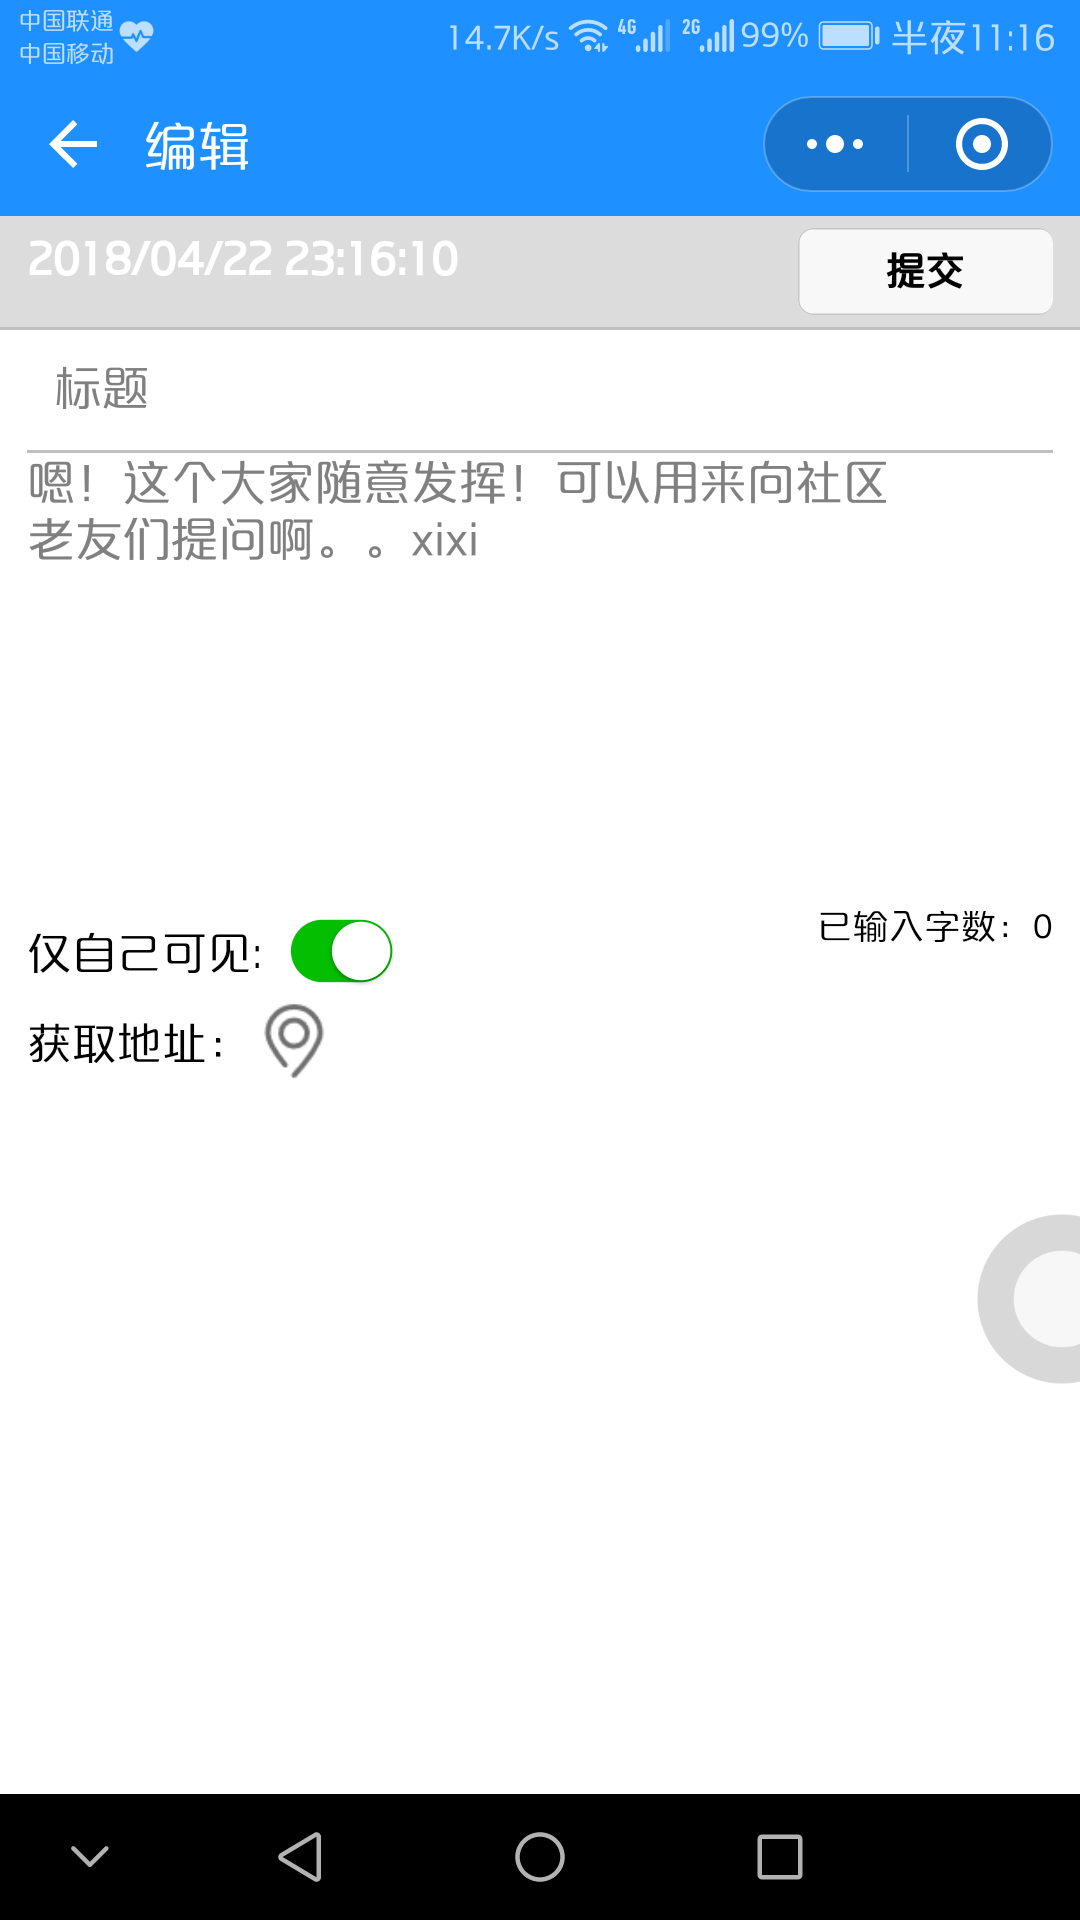 中国联通
中国移动
14.7K/s 4G 2G 99% 半夜11:16
编辑
2018/04/22 23:16:10
提交
标题
嗯！这个大家随意发挥！可以用来向社区
老友们提问啊。。xixi
已输入字数：0
仅自己可见:
获取地址：